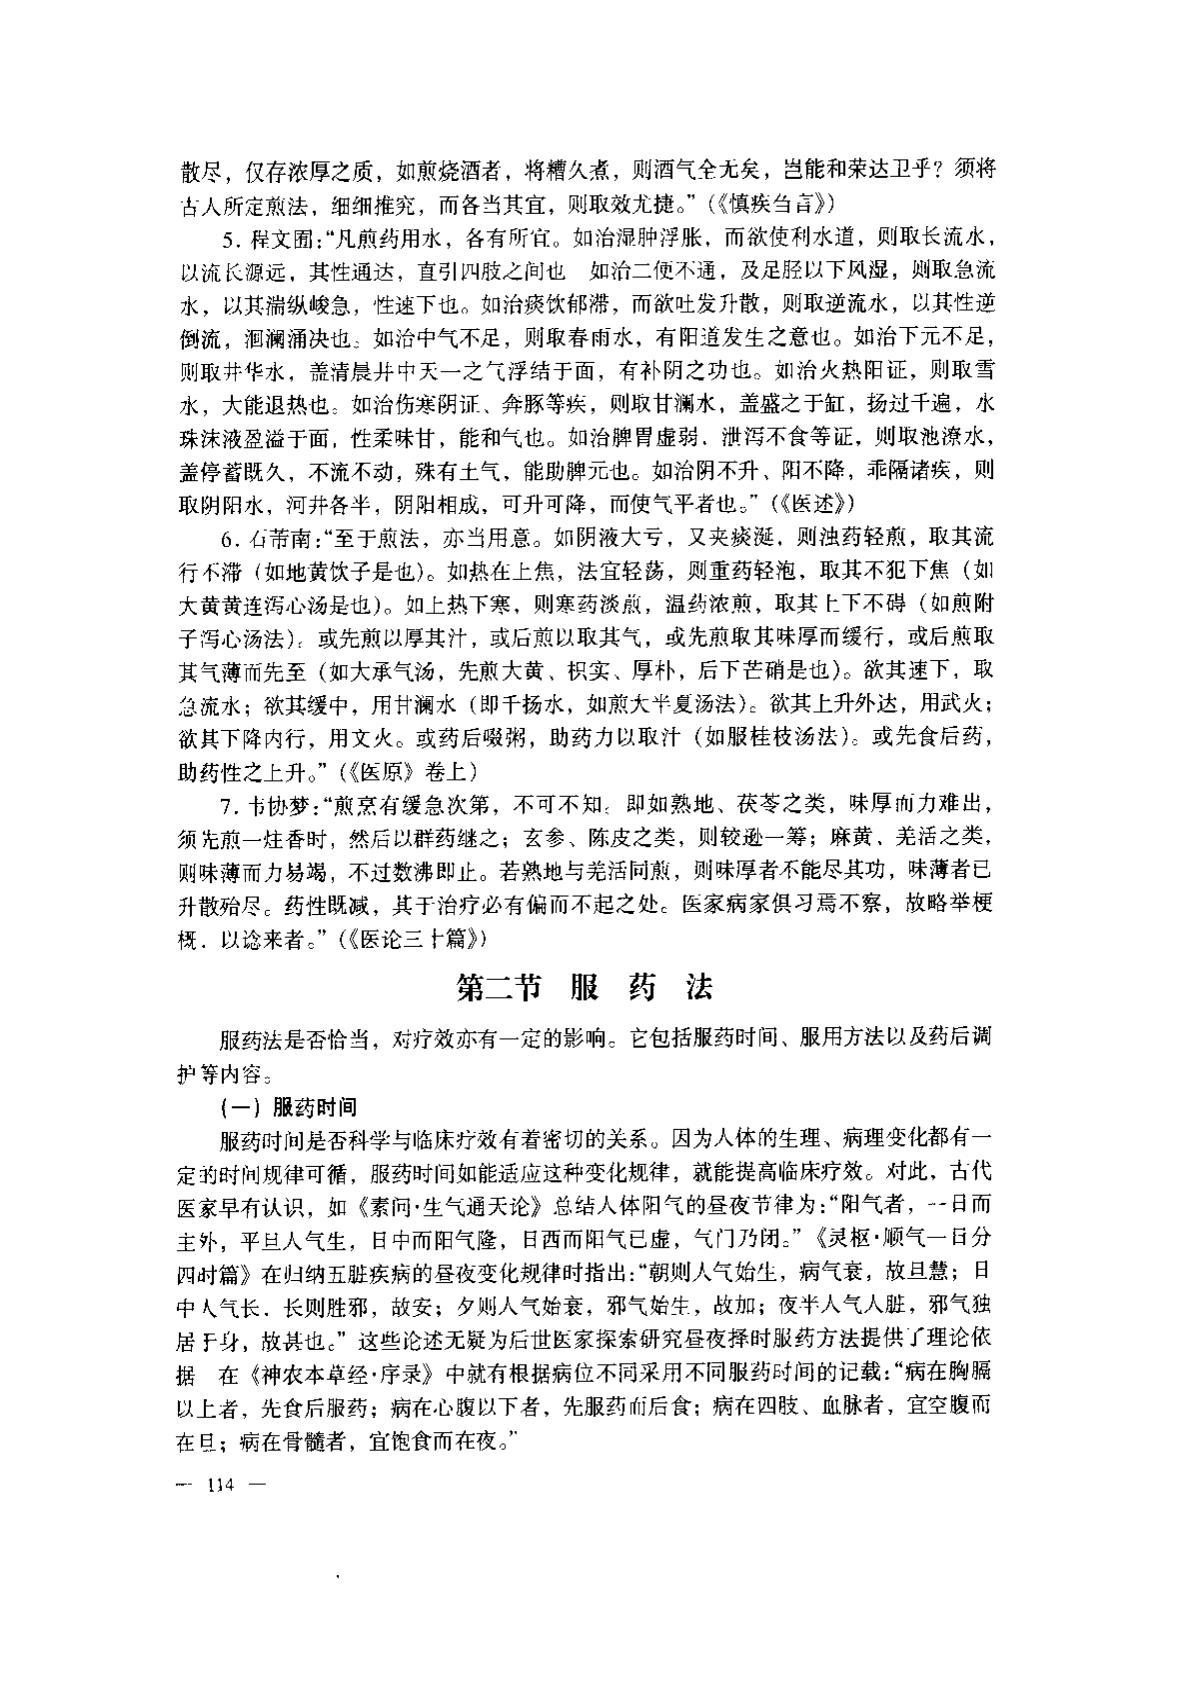 散尽，仅存浓厚之质，如煎烧酒者，将糟久煮，则酒气全无矣，岂能和荣达卫乎？须将
古人所定煎法，细细推究，而各当其宜，则取效尤捷。”（《慎疾刍言》）
5. 程文囿：“凡煎药用水，各有所宜。如治湿肿浮胀，而欲使利水道，则取长流水，
以流长源远，其性通达，直引四肢之间也 如治二便不通，及足胫以下风湿，则取急流
水，以其湍纵峻急，性速下也。如治痰饮郁滞，而欲吐发升散，则取逆流水，以其性逆
倒流，洄澜涌决也。如治中气不足，则取春雨水，有阳道发生之意也。如治下元不足，
则取井华水，盖清晨井中天一之气浮结于面，有补阴之功也。如治火热阳证，则取雪
水，大能退热也。如治伤寒阴证、奔豚等疾，则取甘澜水，盖盛之于缸，扬过千遍，水
珠沫液盈溢于面，性柔味甘，能和气也。如治脾胃虚弱．泄泻不食等证，则取池潦水，
盖停蓄既久，不流不动，殊有土气，能助脾元也。如治阴不升、阳不降，乖隔诸疾，则
取阴阳水，河井各半，阴阳相成，可升可降，而使气平者也。”（《医述》）
6. 石芾南：“至于煎法，亦当用意。如阴液大亏，又夹痰涎，则浊药轻煎，取其流
行不滞（如地黄饮子是也）。如热在上焦，法宜轻荡，则重药轻泡，取其不犯下焦（如
大黄黄连泻心汤是也）。如上热下寒，则寒药淡煎，温药浓煎，取其上下不碍（如煎附
子泻心汤法）。或先煎以厚其汁，或后煎以取其气，或先煎取其味厚而缓行，或后煎取
其气薄而先至（如大承气汤，先煎大黄、枳实、厚朴，后下芒硝是也）。欲其速下，取
急流水；欲其缓中，用甘澜水（即千扬水，如煎大半夏汤法）。欲其上升外达，用武火；
欲其下降内行，用文火。或药后啜粥，助药力以取汁（如服桂枝汤法）。或先食后药，
助药性之上升。”（《医原》卷上）
7. 韦协梦：“煎烹有缓急次第，不可不知。即如熟地、茯苓之类，味厚而力难出，
须先煎一炷香时，然后以群药继之；玄参、陈皮之类，则较逊一筹；麻黄、羌活之类，
则味薄而力易竭，不过数沸即止。若熟地与羌活同煎，则味厚者不能尽其功，味薄者已
升散殆尽。药性既减，其于治疗必有偏而不起之处。医家病家俱习焉不察，故略举梗
概．以谂来者。”（《医论三十篇》）
第二节 服 药 法
服药法是否恰当，对疗效亦有一定的影响。它包括服药时间、服用方法以及药后调
护等内容。
（一）服药时间
服药时间是否科学与临床疗效有着密切的关系。因为人体的生理、病理变化都有一
定的时间规律可循，服药时间如能适应这种变化规律，就能提高临床疗效。对此，古代
医家早有认识，如《素问·生气通天论》总结人体阳气的昼夜节律为：“阳气者，一日而
主外，平旦人气生，日中而阳气隆，日西而阳气已虚，气门乃闭。”《灵枢·顺气一日分
四时篇》在归纳五脏疾病的昼夜变化规律时指出：“朝则人气始生，病气衰，故旦慧；日
中人气长．长则胜邪，故安；夕则人气始衰，邪气始生，故加；夜半人气入脏，邪气独
居于身，故甚也。”这些论述无疑为后世医家探索研究昼夜择时服药方法提供了理论依
据 在《神农本草经·序录》中就有根据病位不同采用不同服药时间的记载：“病在胸膈
以上者，先食后服药；病在心腹以下者，先服药而后食；病在四肢、血脉者，宜空腹而
在旦；病在骨髓者，宜饱食而在夜。”
— 114 —